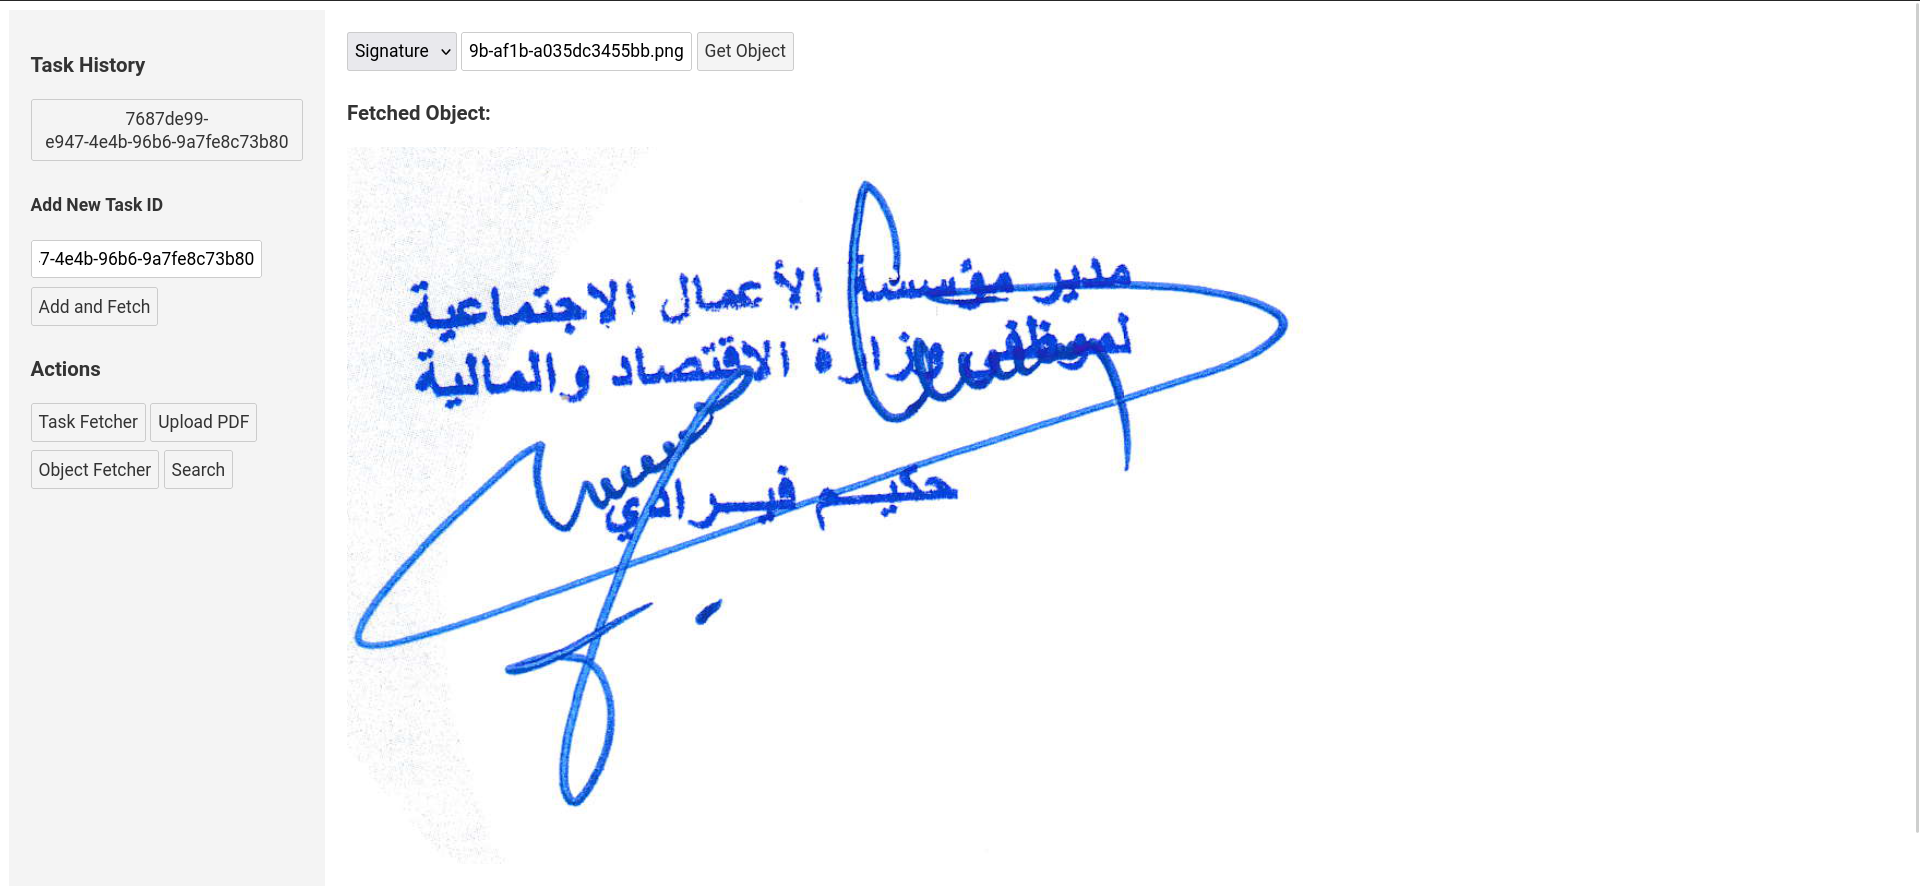 Task History
7687de99-
e947-4e4b-96b6-9a7fe8c73b80
Add New Task ID
7-4e4b-96b6-9a7fe8c73b80
Add and Fetch
Actions
Task Fetcher
Upload PDF
Object Fetcher
Search
Signature
9b-af1b-a035dc3455bb.png
Get Object
Fetched Object:
مدير مؤسسة الأعمال الاجتماعية
لموظفي وزارة الاقتصاد والمالية
حكيم فيرادي